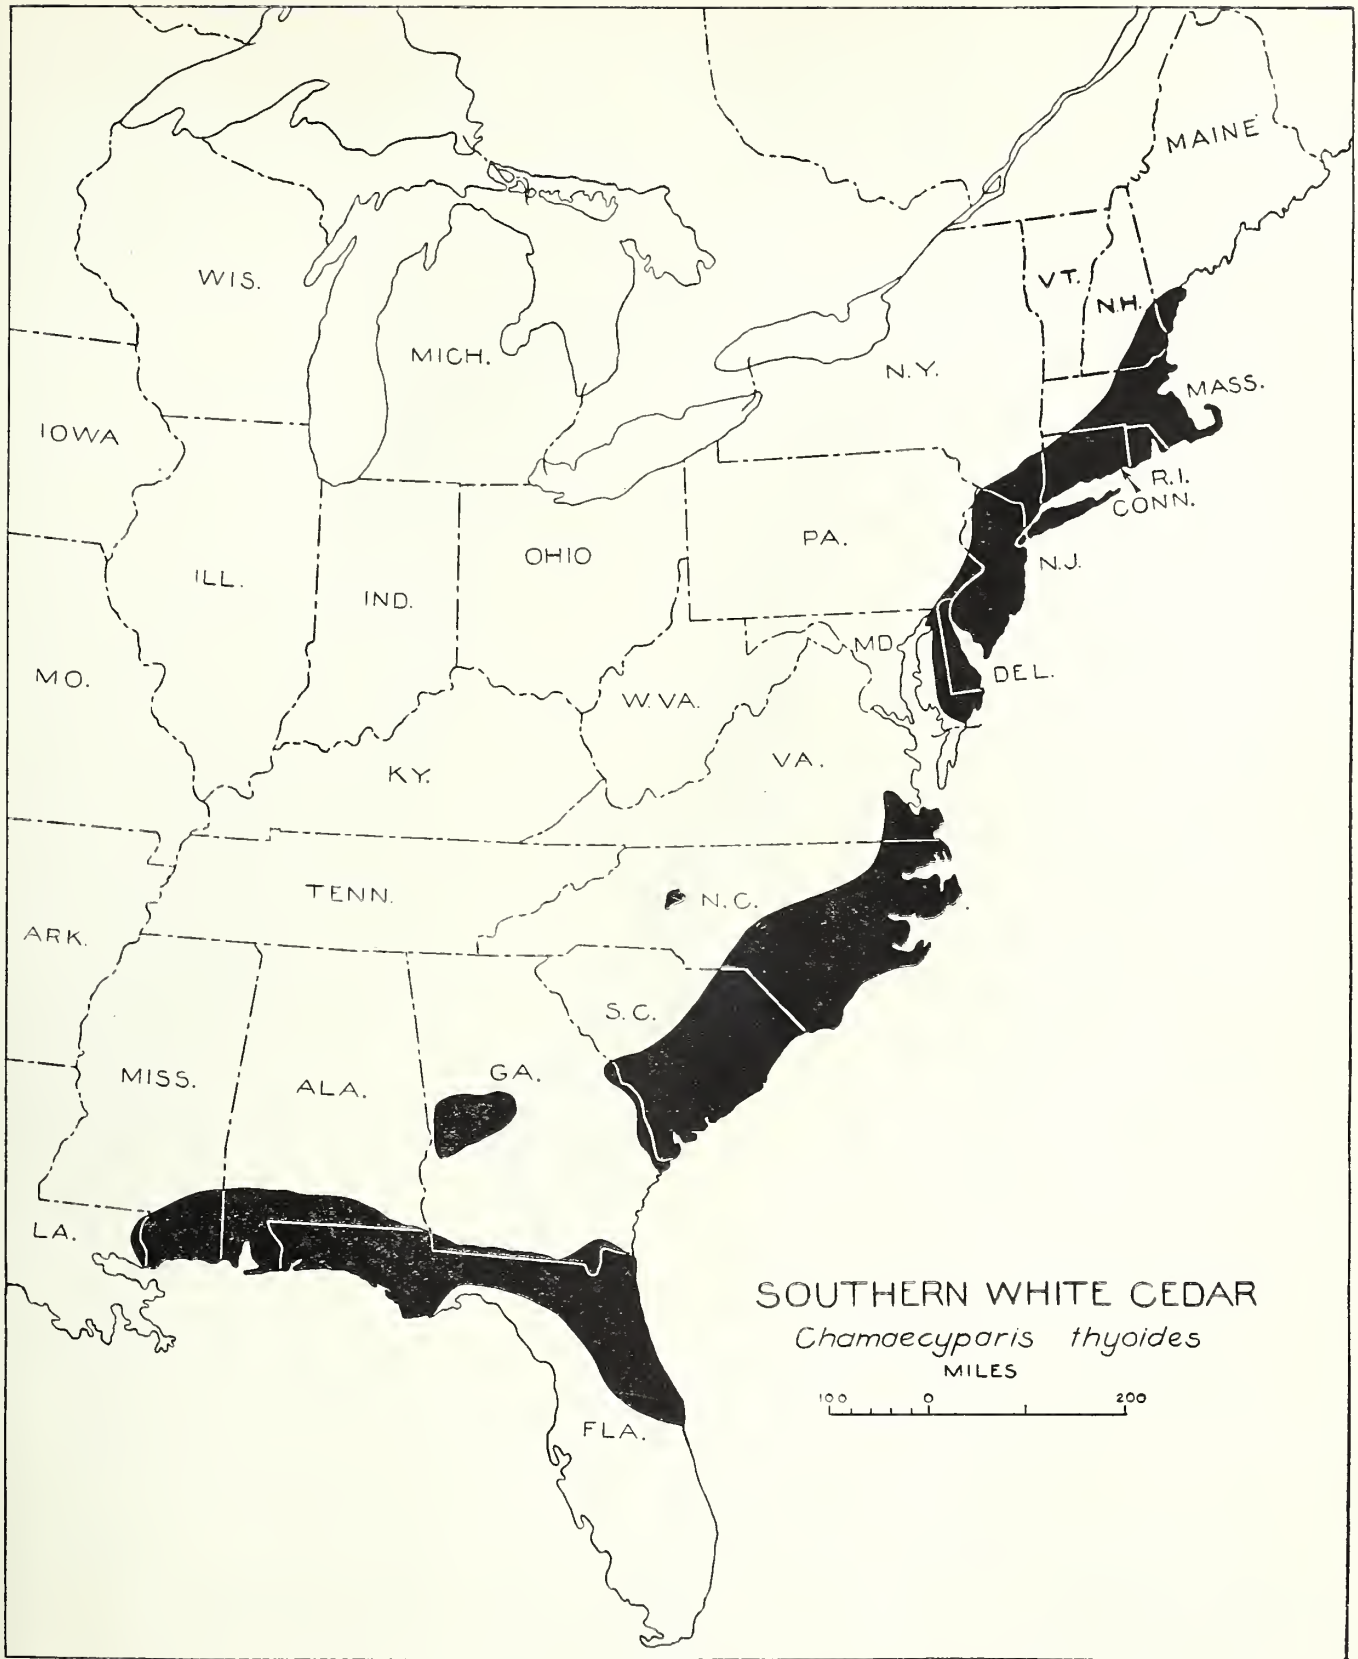 MAINE
VT.
N.H.
WIS.
MICH.
N.Y.
MASS.
IOWA
R.I.
CONN.
PA.
OHIO
N.J.
ILL.
IND.
MD.
DEL.
MO.
W.VA.
VA.
KY.
TENN.
N.C.
ARK.
S.C.
GA.
MISS.
ALA.
LA.
SOUTHERN WHITE CEDAR
Chamaecyparis thyoides
MILES
100 0 200
FLA.